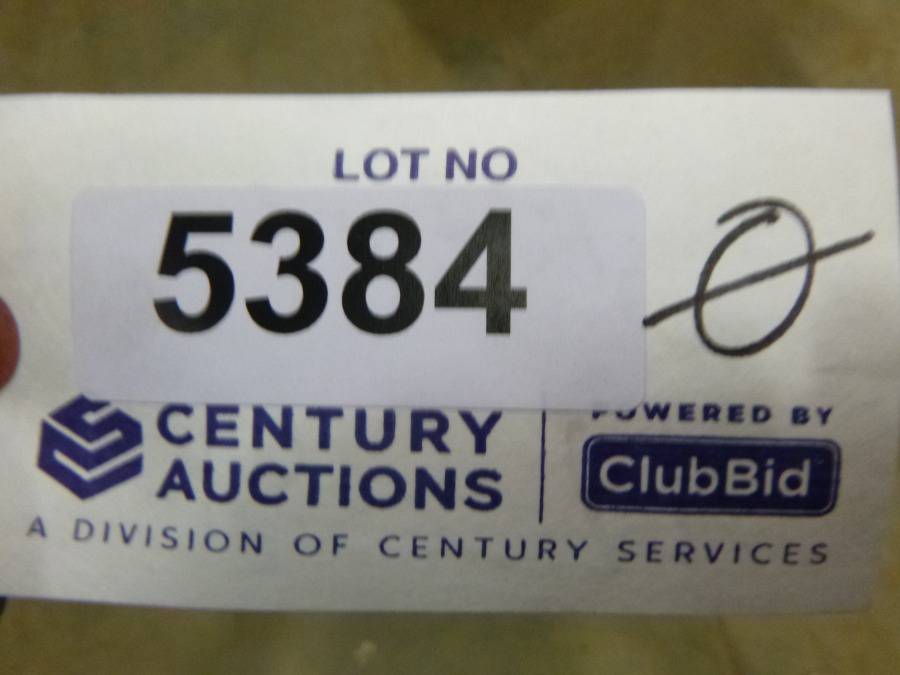 LOT NO
5384 Ø
CENTURY
AUCTIONS
POWERED BY
ClubBid
A DIVISION OF CENTURY SERVICES